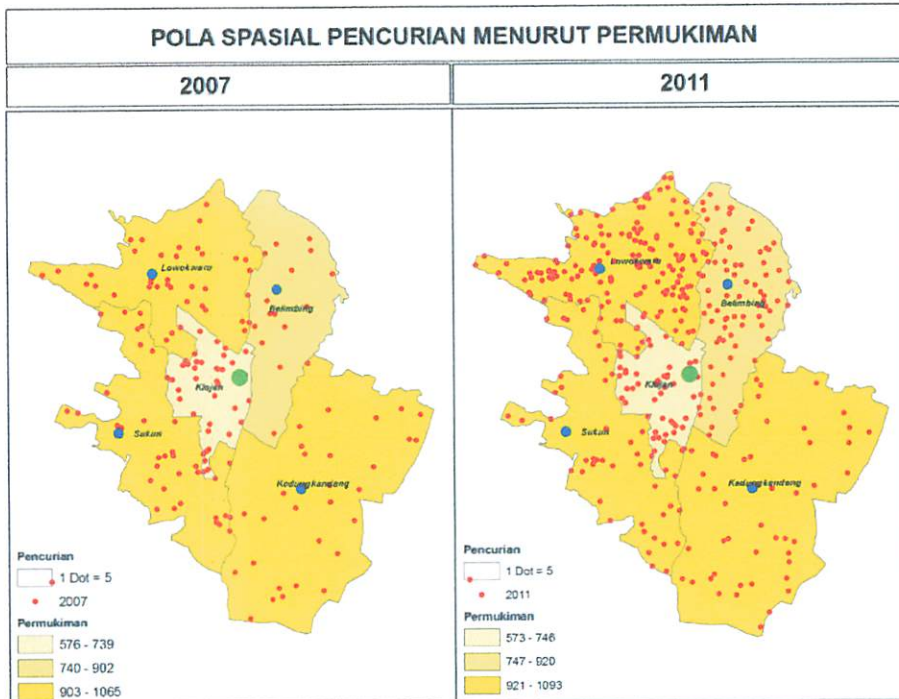 POLA SPASIAL PENCURIAN MENURUT PERMUKIMAN
2007
2011
Lowokwaru
Belimbing
Klojen
Sukun
Kedungkandang
Pencurian
1 Dot = 5
2007
Permukiman
576 - 739
740 - 902
903 - 1065
Lowokwaru
Belimbing
Klojen
Sukun
Kedungkandang
Pencurian
1 Dot = 5
2011
Permukiman
573 - 746
747 - 920
921 - 1093